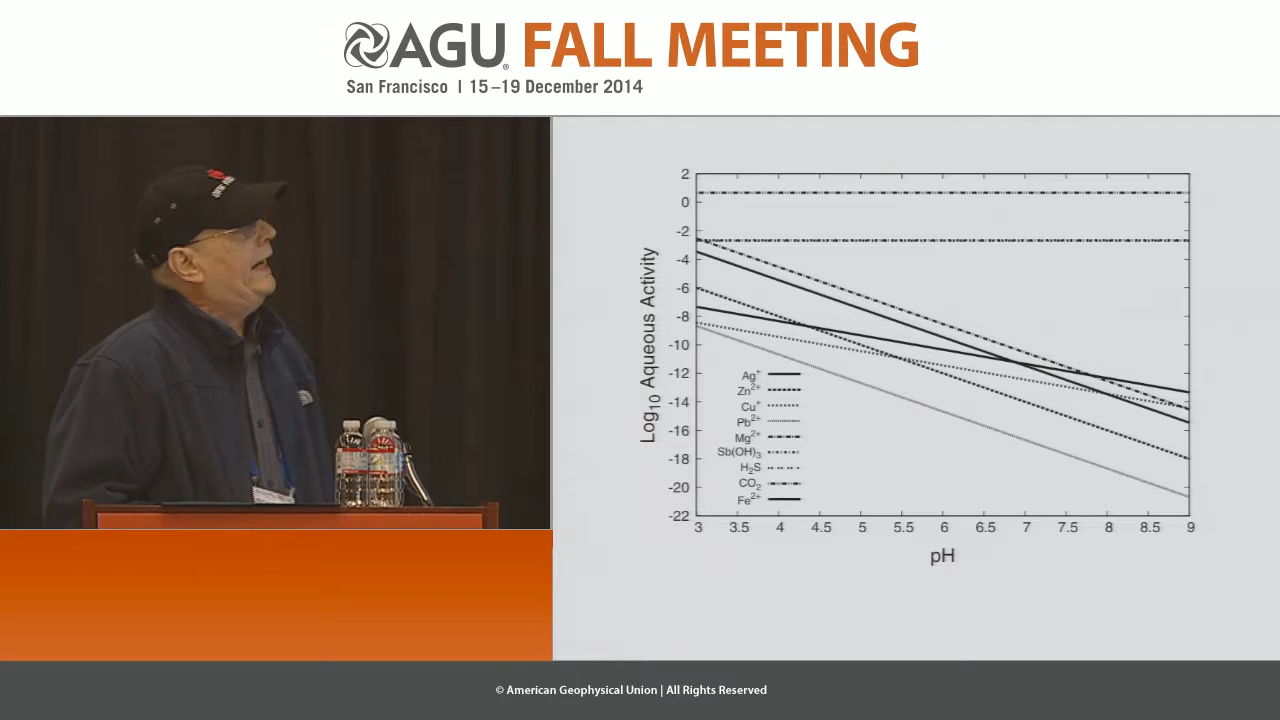 AGU® FALL MEETING
San Francisco | 15–19 December 2014
2
0
-2
-4
-6
-8
-10
-12
-14
-16
-18
-20
-22
Log10 Aqueous Activity
Ag+
Zn2+
Cu+
Pb2+
Mg2+
Sb(OH)3
H2S
CO2
Fe2+
3 3.5 4 4.5 5 5.5 6 6.5 7 7.5 8 8.5 9
pH
© American Geophysical Union | All Rights Reserved